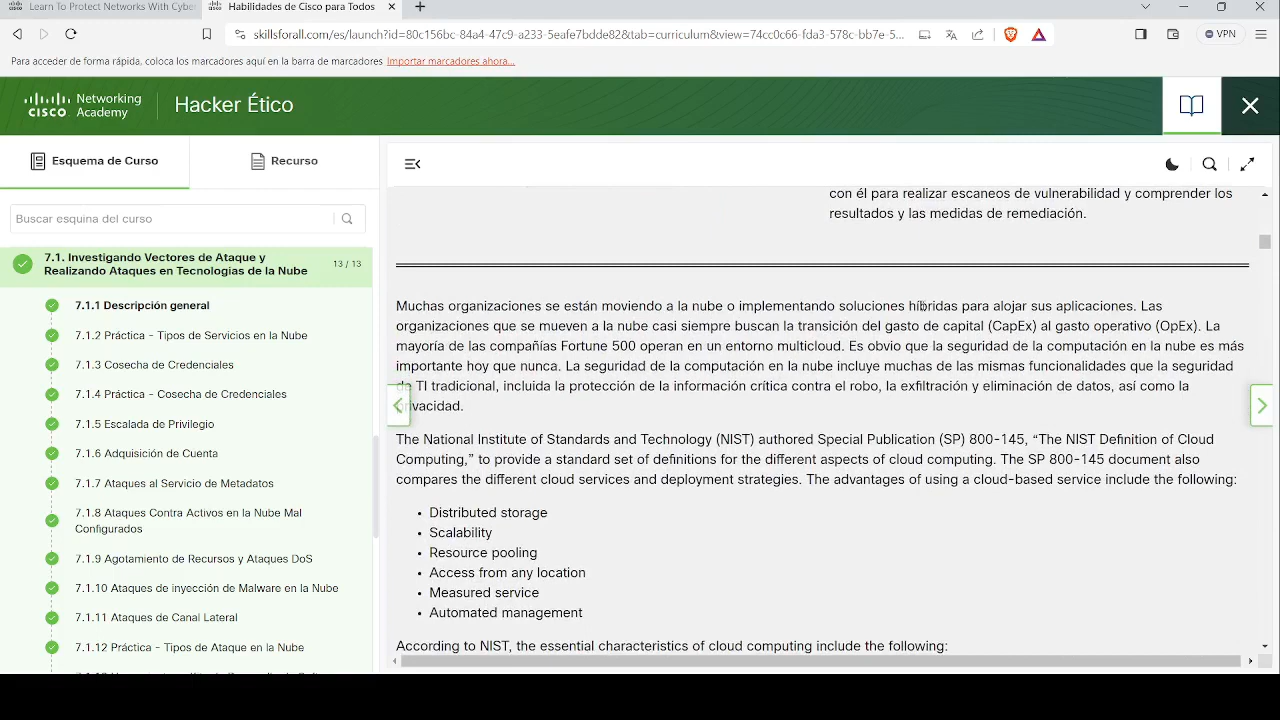 Learn To Protect Networks With Cyber
Habilidades de Cisco para Todos
skillsforall.com/es/launch?id=80c156bc-84a4-47c9-a233-5eafe7bdde82&tab=curriculum&view=74cc0c66-fda3-578c-bb7e-5...
VPN
Para acceder de forma rápida, coloca los marcadores aquí en la barra de marcadores Importar marcadores ahora...
Networking
CISCO Academy
Hacker Ético
Esquema de Curso
Recurso
Buscar esquina del curso
7.1. Investigando Vectores de Ataque y
Realizando Ataques en Tecnologías de la Nube
13 / 13
7.1.1 Descripción general
7.1.2 Práctica - Tipos de Servicios en la Nube
7.1.3 Cosecha de Credenciales
7.1.4 Práctica - Cosecha de Credenciales
7.1.5 Escalada de Privilegio
7.1.6 Adquisición de Cuenta
7.1.7 Ataques al Servicio de Metadatos
7.1.8 Ataques Contra Activos en la Nube Mal
Configurados
7.1.9 Agotamiento de Recursos y Ataques DoS
7.1.10 Ataques de inyección de Malware en la Nube
7.1.11 Ataques de Canal Lateral
7.1.12 Práctica - Tipos de Ataque en la Nube
con él para realizar escaneos de vulnerabilidad y comprender los
resultados y las medidas de remediación.
Muchas organizaciones se están moviendo a la nube o implementando soluciones híbridas para alojar sus aplicaciones. Las
organizaciones que se mueven a la nube casi siempre buscan la transición del gasto de capital (CapEx) al gasto operativo (OpEx). La
mayoría de las compañías Fortune 500 operan en un entorno multicloud. Es obvio que la seguridad de la computación en la nube es más
importante hoy que nunca. La seguridad de la computación en la nube incluye muchas de las mismas funcionalidades que la seguridad
de TI tradicional, incluida la protección de la información crítica contra el robo, la exfiltración y eliminación de datos, así como la
privacidad.
The National Institute of Standards and Technology (NIST) authored Special Publication (SP) 800-145, “The NIST Definition of Cloud
Computing,” to provide a standard set of definitions for the different aspects of cloud computing. The SP 800-145 document also
compares the different cloud services and deployment strategies. The advantages of using a cloud-based service include the following:
• Distributed storage
• Scalability
• Resource pooling
• Access from any location
• Measured service
• Automated management
According to NIST, the essential characteristics of cloud computing include the following: